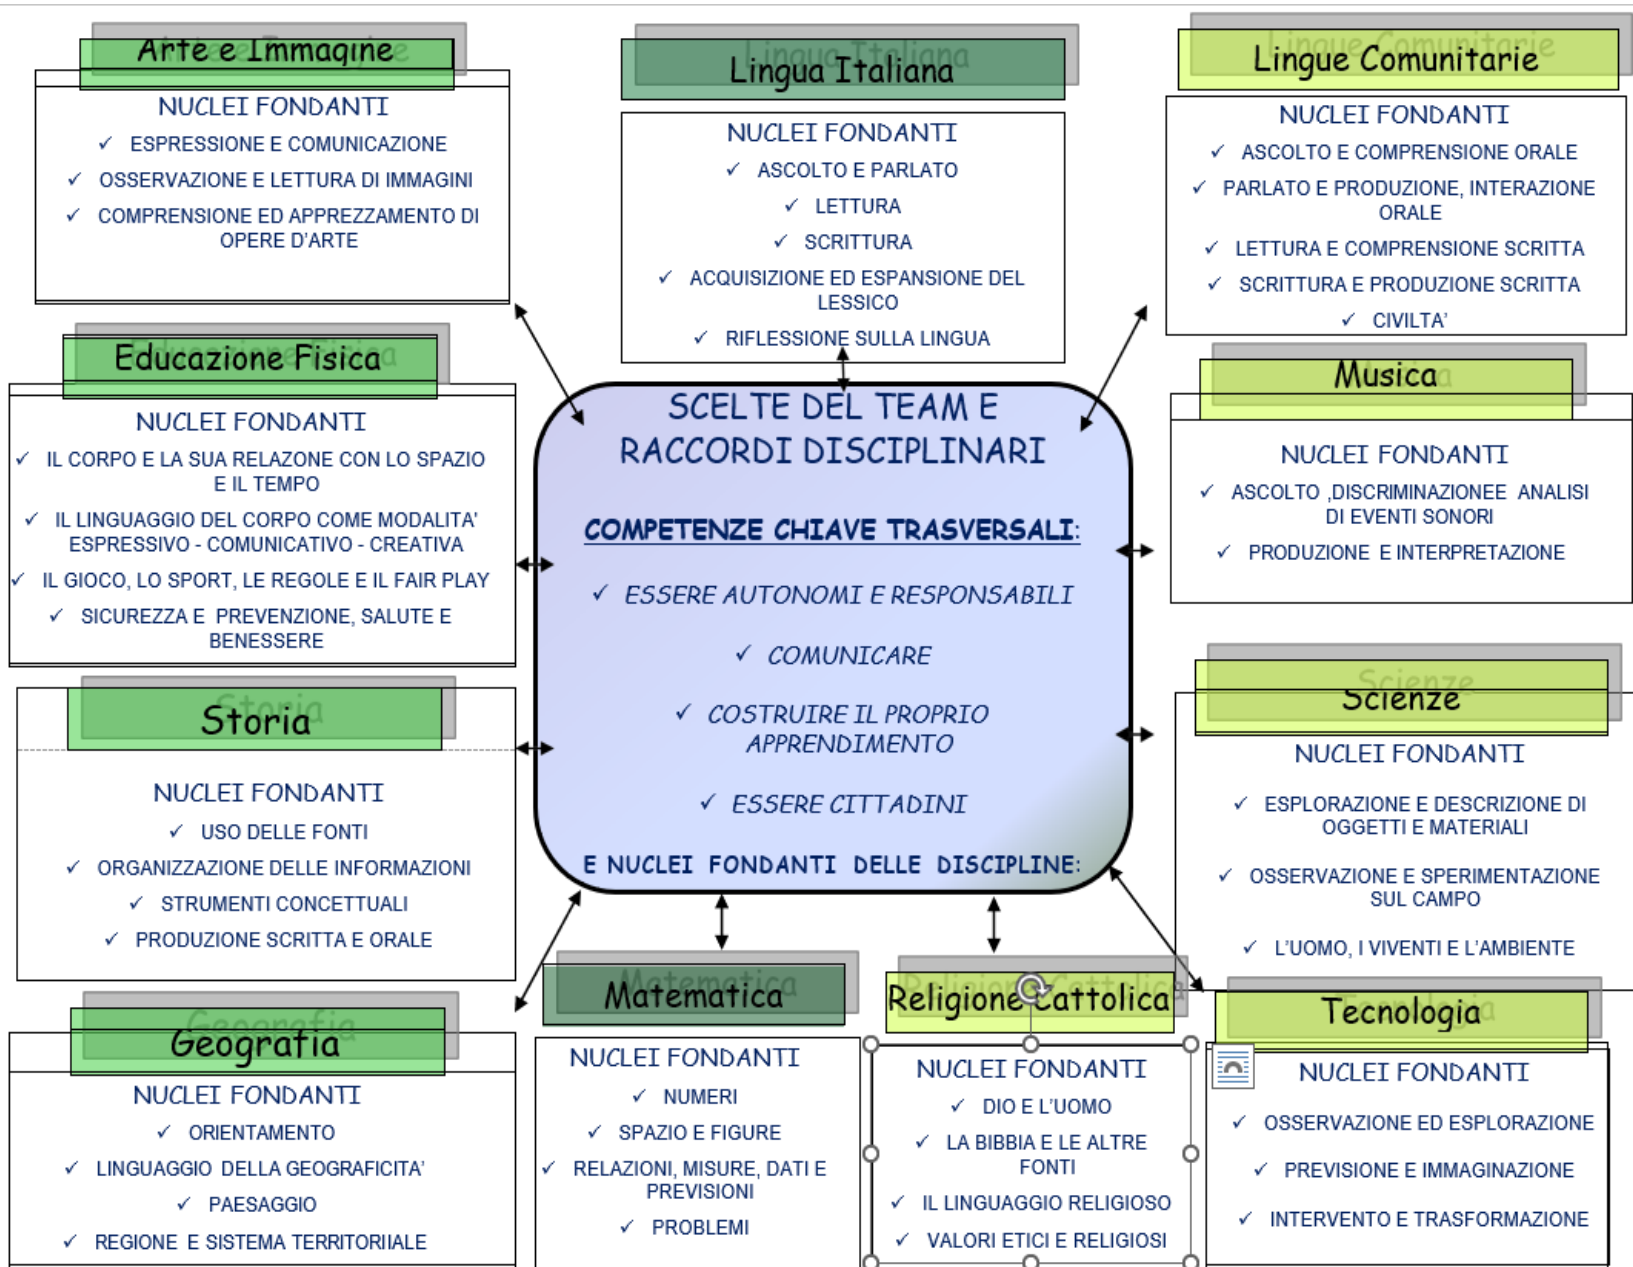 Arte e Immagine
NUCLEI FONDANTI
✓ ESPRESSIONE E COMUNICAZIONE
✓ OSSERVAZIONE E LETTURA DI IMMAGINI
✓ COMPRENSIONE ED APPREZZAMENTO DI
OPERE D'ARTE
Lingua Italiana
NUCLEI FONDANTI
✓ ASCOLTO E PARLATO
✓ LETTURA
✓ SCRITTURA
✓ ACQUISIZIONE ED ESPANSIONE DEL
LESSICO
✓ RIFLESSIONE SULLA LINGUA
Lingue Comunitarie
NUCLEI FONDANTI
✓ ASCOLTO E COMPRENSIONE ORALE
✓ PARLATO E PRODUZIONE, INTERAZIONE
ORALE
✓ LETTURA E COMPRENSIONE SCRITTA
✓ SCRITTURA E PRODUZIONE SCRITTA
✓ CIVILTA'
Educazione Fisica
NUCLEI FONDANTI
✓ IL CORPO E LA SUA RELAZONE CON LO SPAZIO
E IL TEMPO
✓ IL LINGUAGGIO DEL CORPO COME MODALITA'
ESPRESSIVO - COMUNICATIVO - CREATIVA
✓ IL GIOCO, LO SPORT, LE REGOLE E IL FAIR PLAY
✓ SICUREZZA E PREVENZIONE, SALUTE E
BENESSERE
SCELTE DEL TEAM E
RACCORDI DISCIPLINARI
COMPETENZE CHIAVE TRASVERSALI:
✓ ESSERE AUTONOMI E RESPONSABILI
✓ COMUNICARE
✓ COSTRUIRE IL PROPRIO
APPRENDIMENTO
✓ ESSERE CITTADINI
E NUCLEI FONDANTI DELLE DISCIPLINE:
Musica
NUCLEI FONDANTI
✓ ASCOLTO ,DISCRIMINAZIONEE ANALISI
DI EVENTI SONORI
✓ PRODUZIONE E INTERPRETAZIONE
Storia
NUCLEI FONDANTI
✓ USO DELLE FONTI
✓ ORGANIZZAZIONE DELLE INFORMAZIONI
✓ STRUMENTI CONCETTUALI
✓ PRODUZIONE SCRITTA E ORALE
Scienze
NUCLEI FONDANTI
✓ ESPLORAZIONE E DESCRIZIONE DI
OGGETTI E MATERIALI
✓ OSSERVAZIONE E SPERIMENTAZIONE
SUL CAMPO
✓ L'UOMO, I VIVENTI E L'AMBIENTE
Geografia
NUCLEI FONDANTI
✓ ORIENTAMENTO
✓ LINGUAGGIO DELLA GEOGRAFICITA'
✓ PAESAGGIO
✓ REGIONE E SISTEMA TERRITORIIALE
Matematica
NUCLEI FONDANTI
✓ NUMERI
✓ SPAZIO E FIGURE
✓ RELAZIONI, MISURE, DATI E
PREVISIONI
✓ PROBLEMI
Religione Cattolica
NUCLEI FONDANTI
✓ DIO E L'UOMO
✓ LA BIBBIA E LE ALTRE
FONTI
✓ IL LINGUAGGIO RELIGIOSO
✓ VALORI ETICI E RELIGIOSI
Tecnologia
NUCLEI FONDANTI
✓ OSSERVAZIONE ED ESPLORAZIONE
✓ PREVISIONE E IMMAGINAZIONE
✓ INTERVENTO E TRASFORMAZIONE